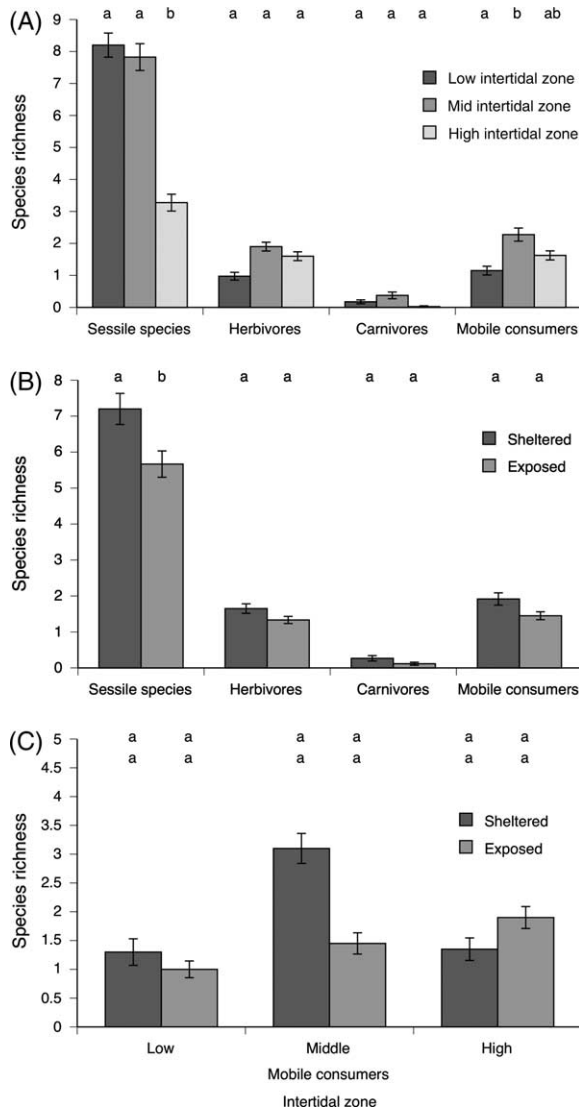 (A)
a a b a a a a a a a b ab
9
8
7
6
5
4
3
2
1
0
Species richness
Low intertidal zone
Mid intertidal zone
High intertidal zone
Sessile species Herbivores Carnivores Mobile consumers
(B)
a b a a a a a a
8
7
6
5
4
3
2
1
0
Species richness
Sheltered
Exposed
Sessile species Herbivores Carnivores Mobile consumers
(C)
a a a a a a
a a a a a a
5
4.5
4
3.5
3
2.5
2
1.5
1
0.5
0
Species richness
Sheltered
Exposed
Low Middle High
Mobile consumers
Intertidal zone